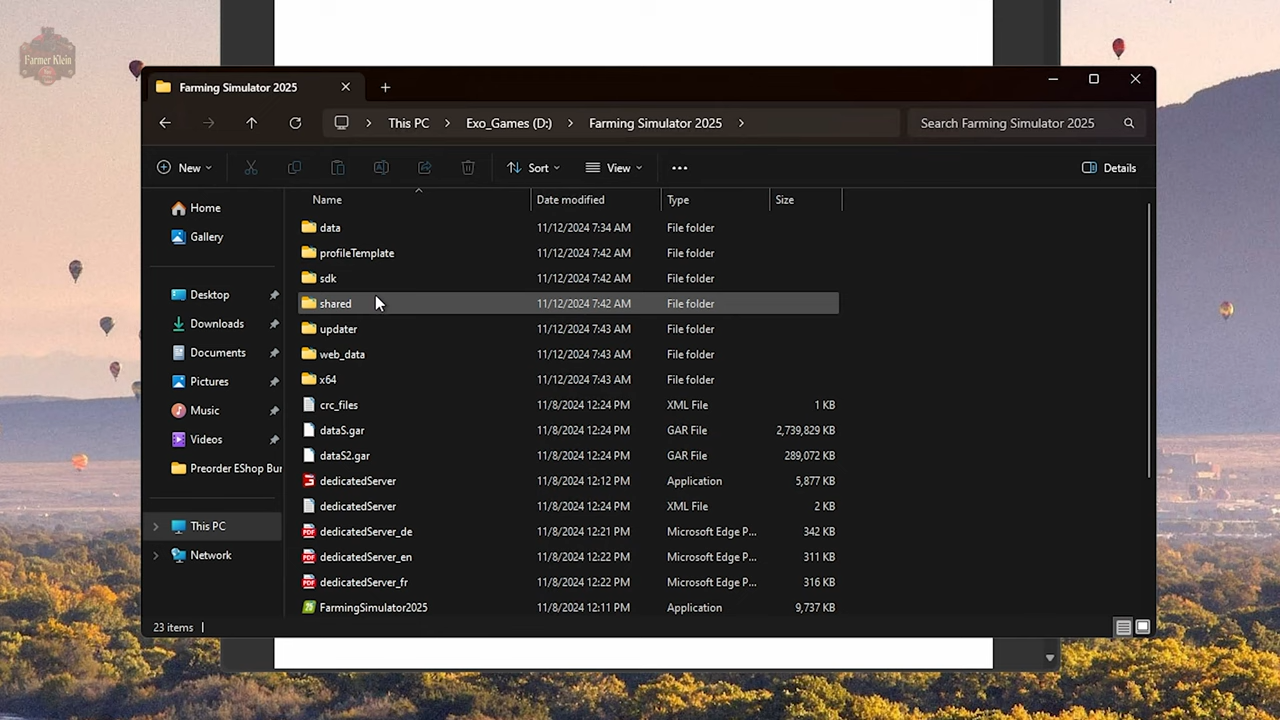 Farmer Klein
Farming Simulator 2025
This PC > Exo_Games (D:) > Farming Simulator 2025 >
Search Farming Simulator 2025
New
Sort
View
Details
Name Date modified Type Size
Home
Gallery
Desktop
Downloads
Documents
Pictures
Music
Videos
Preorder EShop Bur
This PC
Network
data 11/12/2024 7:34 AM File folder
profileTemplate 11/12/2024 7:42 AM File folder
sdk 11/12/2024 7:42 AM File folder
shared 11/12/2024 7:42 AM File folder
updater 11/12/2024 7:43 AM File folder
web_data 11/12/2024 7:43 AM File folder
x64 11/12/2024 7:43 AM File folder
crc_files 11/8/2024 12:24 PM XML File 1 KB
dataS.gar 11/8/2024 12:24 PM GAR File 2,739,829 KB
dataS2.gar 11/8/2024 12:24 PM GAR File 289,072 KB
dedicatedServer 11/8/2024 12:12 PM Application 5,877 KB
dedicatedServer 11/8/2024 12:24 PM XML File 2 KB
dedicatedServer_de 11/8/2024 12:21 PM Microsoft Edge P... 342 KB
dedicatedServer_en 11/8/2024 12:22 PM Microsoft Edge P... 311 KB
dedicatedServer_fr 11/8/2024 12:22 PM Microsoft Edge P... 316 KB
FarmingSimulator2025 11/8/2024 12:11 PM Application 9,737 KB
23 items